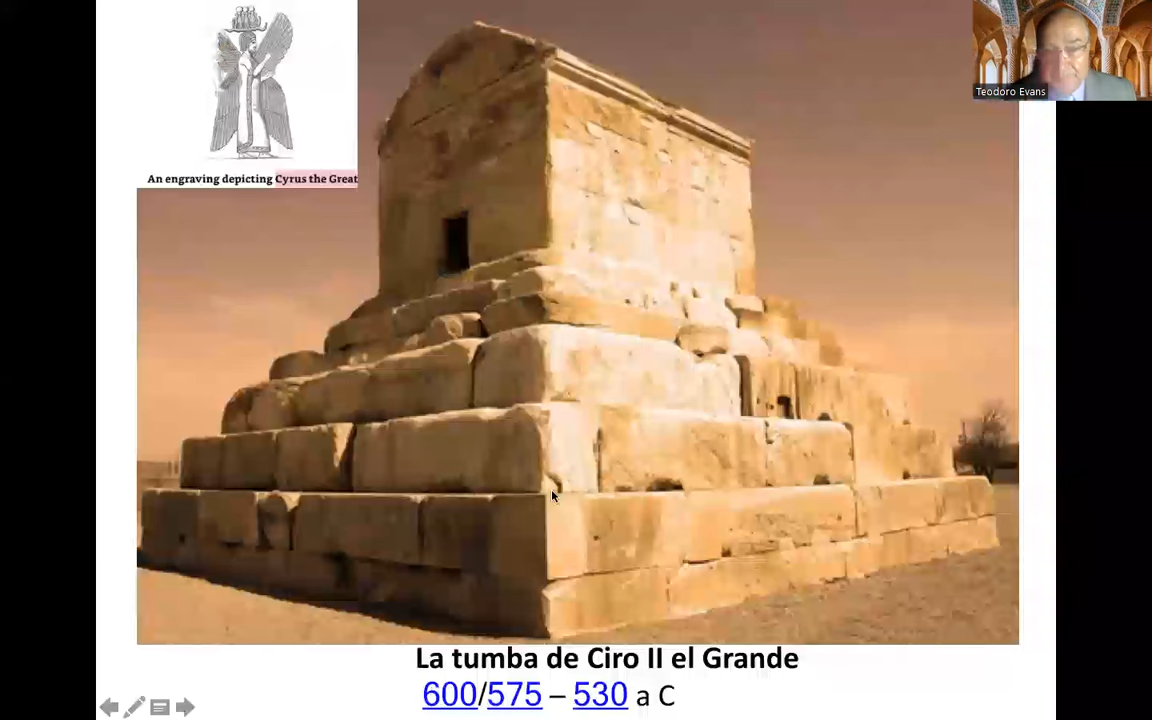 An engraving depicting Cyrus the Great
Teodoro Evans
La tumba de Ciro II el Grande
600/575 – 530 a C